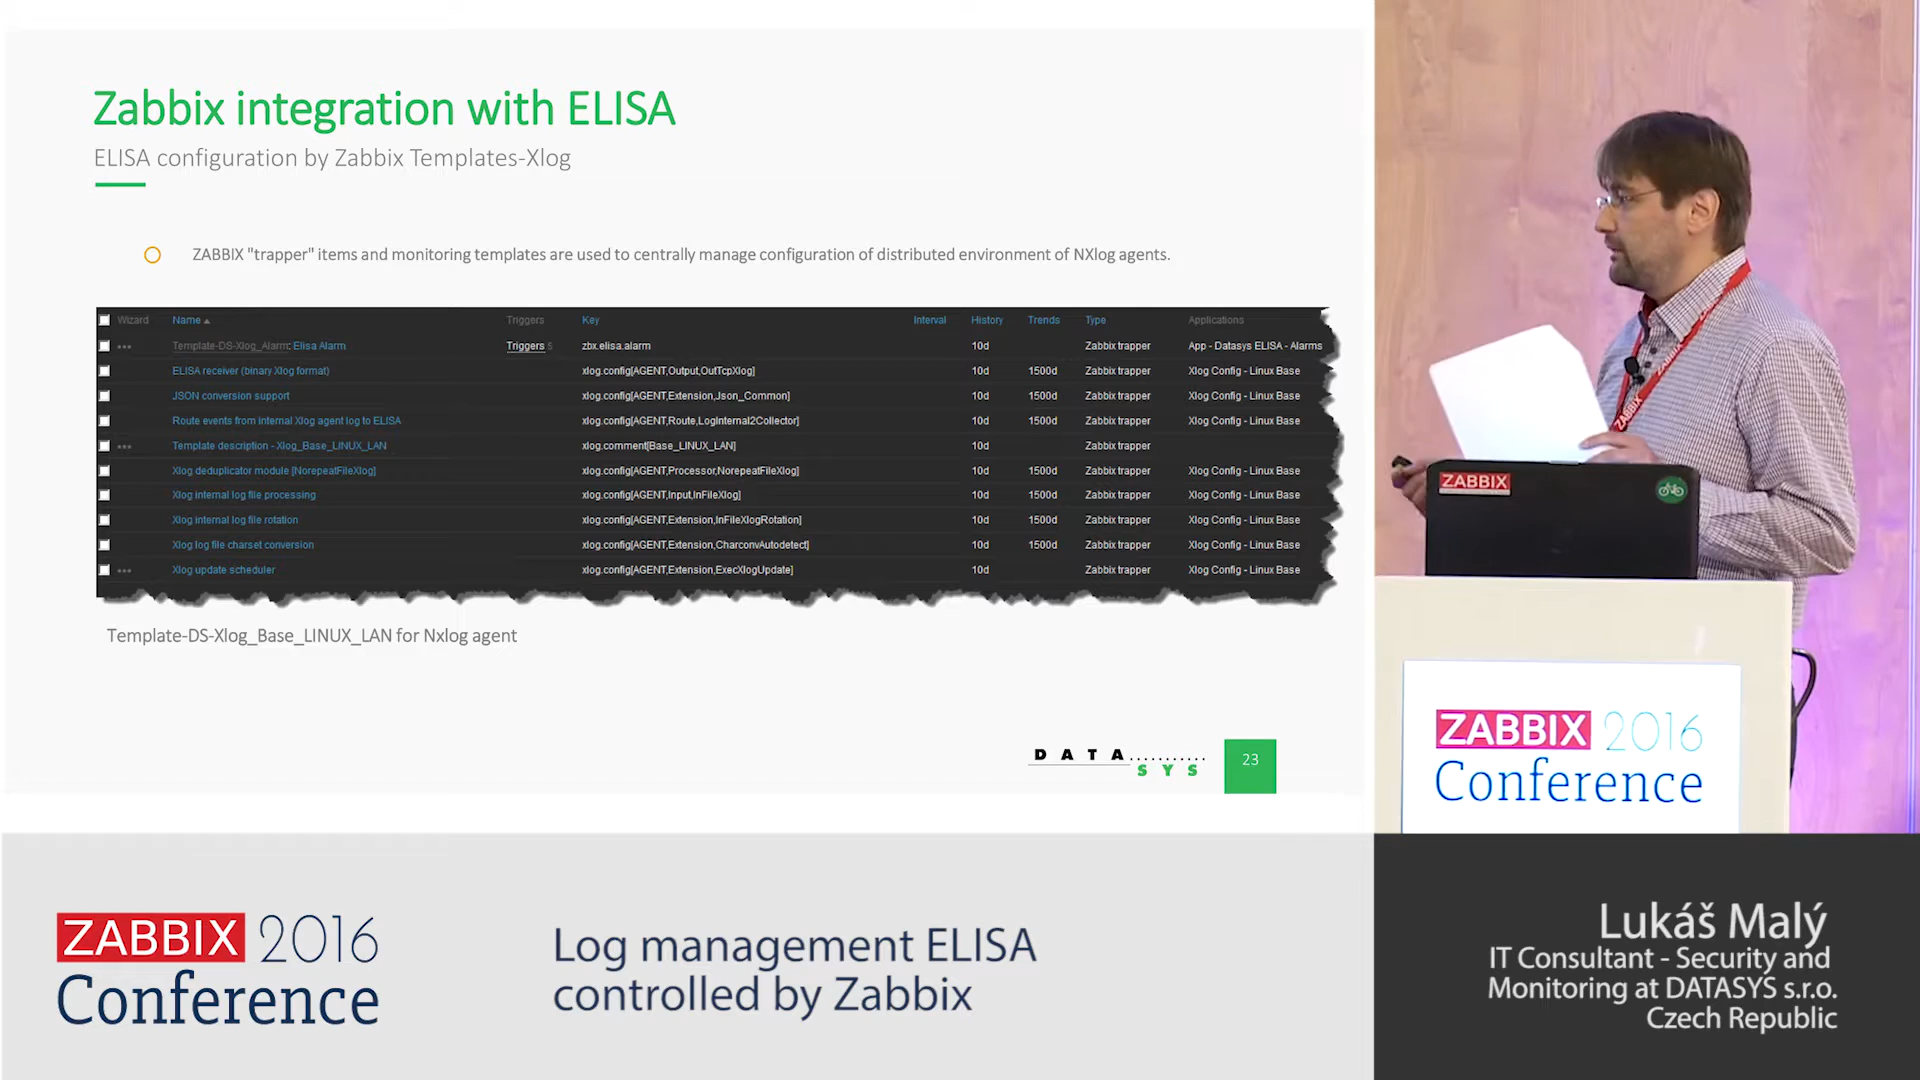 Zabbix integration with ELISA
ELISA configuration by Zabbix Templates-Xlog
ZABBIX "trapper" items and monitoring templates are used to centrally manage configuration of distributed environment of NXlog agents.
Wizard Name Triggers Key Interval History Trends Type Applications
Template-DS-Xlog_Alarm: Elisa Alarm Triggers 5 zbx.elisa.alarm 10d Zabbix trapper App - Datasys ELISA - Alarms
ELISA receiver (binary Xlog format) xlog.config[AGENT,Output,OutTcpXlog] 10d 1500d Zabbix trapper Xlog Config - Linux Base
JSON conversion support xlog.config[AGENT,Extension,Json_Common] 10d 1500d Zabbix trapper Xlog Config - Linux Base
Route events from internal Xlog agent log to ELISA xlog.config[AGENT,Route,LogInternal2Collector] 10d 1500d Zabbix trapper Xlog Config - Linux Base
Template description - Xlog_Base_LINUX_LAN xlog.comment[Base_LINUX_LAN] 10d Zabbix trapper
Xlog deduplicator module [NorepeatFileXlog] xlog.config[AGENT,Processor,NorepeatFileXlog] 10d 1500d Zabbix trapper Xlog Config - Linux Base
Xlog internal log file processing xlog.config[AGENT,Input,InFileXlog] 10d 1500d Zabbix trapper Xlog Config - Linux Base
Xlog internal log file rotation xlog.config[AGENT,Extension,InFileXlogRotation] 10d 1500d Zabbix trapper Xlog Config - Linux Base
Xlog log file charset conversion xlog.config[AGENT,Extension,CharconvAutodetect] 10d 1500d Zabbix trapper Xlog Config - Linux Base
Xlog update scheduler xlog.config[AGENT,Extension,ExecXlogUpdate] 10d Zabbix trapper Xlog Config - Linux Base
Template-DS-Xlog_Base_LINUX_LAN for Nxlog agent
DATA
SYS
23
ZABBIX
ZABBIX
ZABBIX 2016
Conference
ZABBIX 2016
Conference
Log management ELISA
controlled by Zabbix
Lukáš Malý
IT Consultant - Security and
Monitoring at DATASYS s.r.o.
Czech Republic